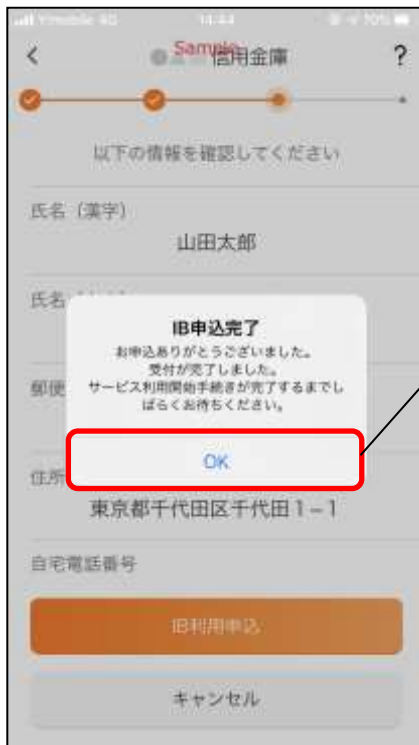 Y!mobile 4G 14:44 70%
Sample
信用金庫 ?
以下の情報を確認してください
氏名（漢字）
山田太郎
氏名
IB申込完了
お申込ありがとうございました。
受付が完了しました。
サービス利用開始手続きが完了するまでし
ばらくお待ちください。
郵便
OK
住所
東京都千代田区千代田１−１
自宅電話番号
IB利用申込
キャンセル